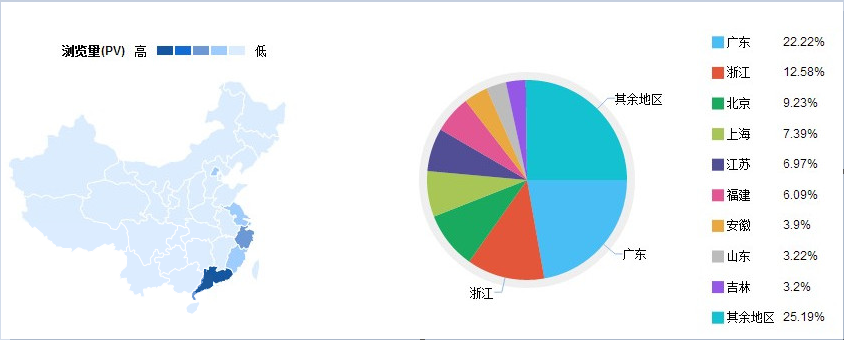 浏览量(PV) 高 低
其余地区
广东
浙江
广东 22.22%
浙江 12.58%
北京 9.23%
上海 7.39%
江苏 6.97%
福建 6.09%
安徽 3.9%
山东 3.22%
吉林 3.2%
其余地区 25.19%